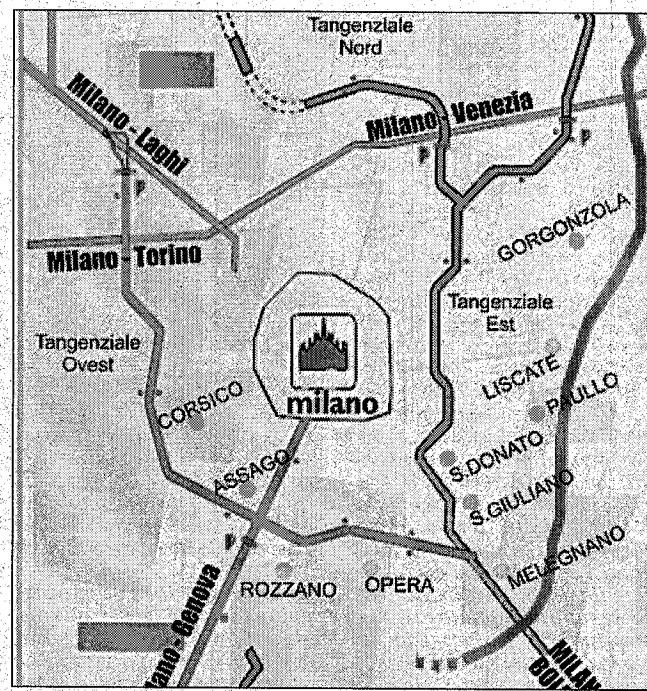 Tangenziale
Nord
Milano - Laghi
Milano - Venezia
P
P
P
GORGONZOLA
Milano - Torino
Tangenziale
Est
Tangenziale
Ovest
LISCATE
PAULLO
CORSICO
milano
S.DONATO
ASSAGO
S.GIULIANO
P
MELEGNANO
ROZZANO
OPERA
Genova